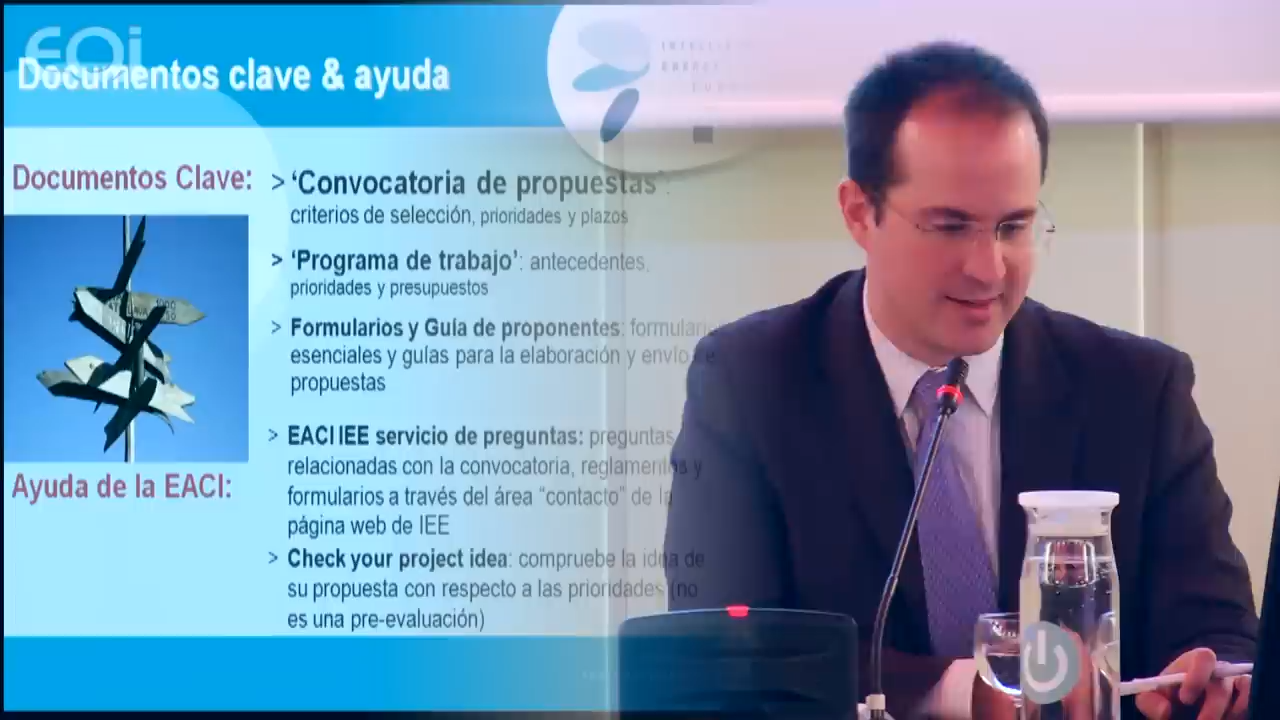 EOi
Documentos clave & ayuda
Documentos Clave:
> ‘Convocatoria de propuestas’:
criterios de selección, prioridades y plazos
> ‘Programa de trabajo’: antecedentes,
prioridades y presupuestos
> Formularios y Guía de proponentes: formularios
esenciales y guías para la elaboración y envío de
propuestas
Ayuda de la EACI:
> EACI IEE servicio de preguntas: preguntas
relacionadas con la convocatoria, reglamentos y
formularios a través del área “contacto” de la
página web de IEE
> Check your project idea: compruebe la idea de
su propuesta con respecto a las prioridades (no
es una pre-evaluación)